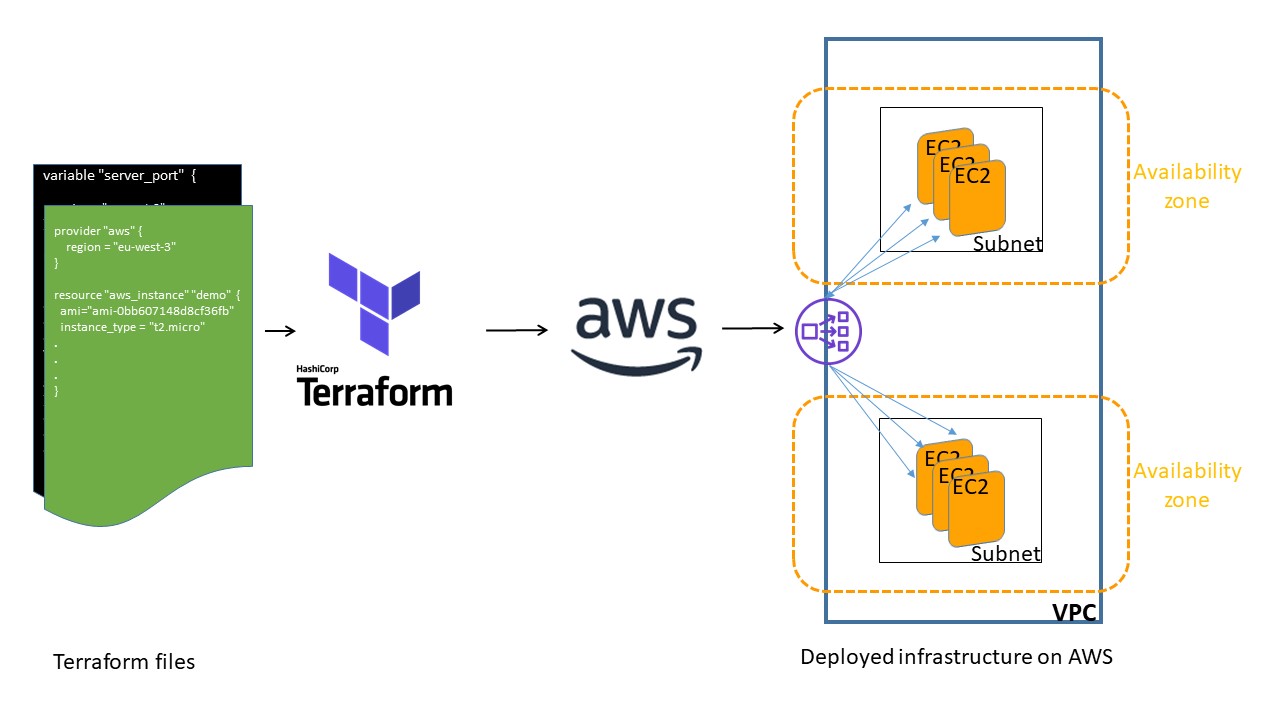 variable "server_port" {
provider "aws" {
region = "eu-west-3"
}
resource "aws_instance" "demo" {
ami="ami-0bb607148d8cf36fb"
instance_type = "t2.micro"
.
.
.
}
Terraform files
HashiCorp
Terraform
aws
EC2
EC2
EC2
Subnet
Availability
zone
EC2
EC2
EC2
Subnet
Availability
zone
VPC
Deployed infrastructure on AWS